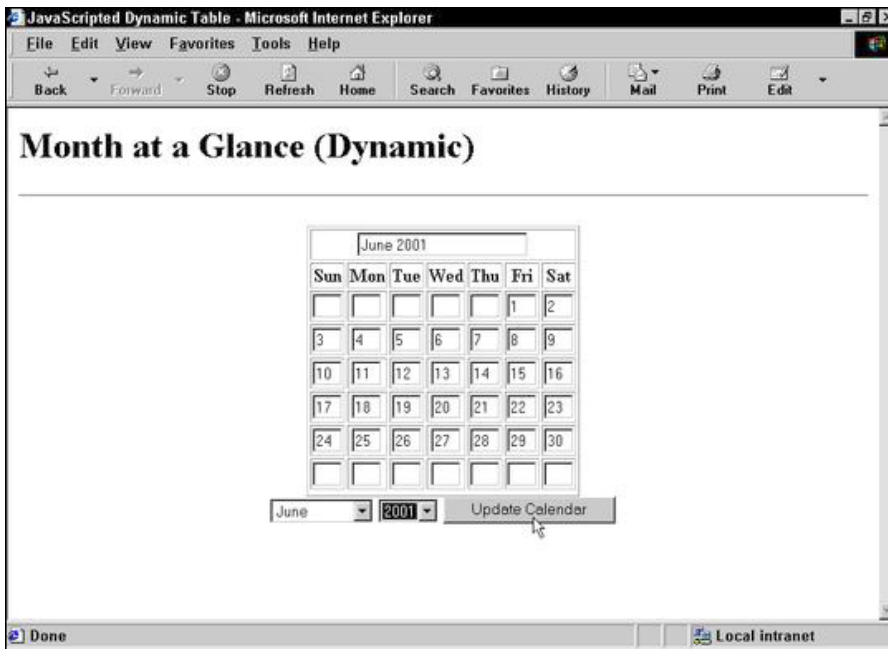 JavaScripted Dynamic Table - Microsoft Internet Explorer
File Edit View Favorites Tools Help
Back Forward Stop Refresh Home Search Favorites History Mail Print Edit
Month at a Glance (Dynamic)
June 2001
Sun Mon Tue Wed Thu Fri Sat
1 2
3 4 5 6 7 8 9
10 11 12 13 14 15 16
17 18 19 20 21 22 23
24 25 26 27 28 29 30
June 2001 Update Calendar
Done Local intranet